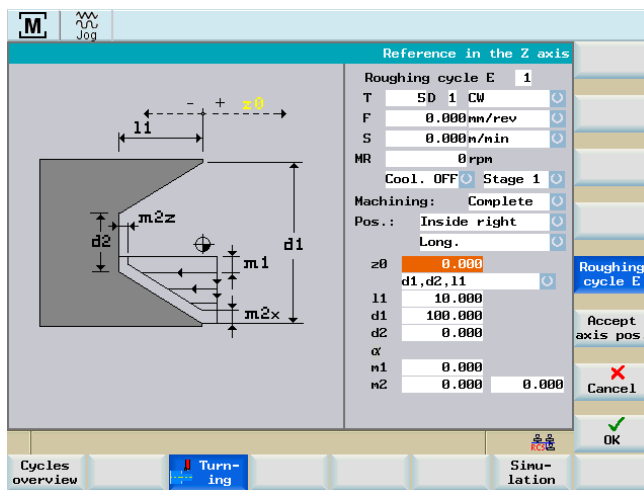 M
Jog
Reference in the Z axis
Roughing cycle E 1
T 5 D 1 CW
F 0.000 mm/rev
S 0.000 m/min
MR 0 rpm
Cool. OFF Stage 1
Machining: Complete
Pos.: Inside right
Long.
z0 0.000
d1,d2,l1
l1 10.000
d1 100.000
d2 0.000
α
m1 0.000
m2 0.000 0.000
- + z0
l1
m2z
d2
d1
m1
m2x
Roughing
cycle E
Accept
axis pos
Cancel
OK
RCS
Cycles
overview
Turn-
ing
Simu-
lation